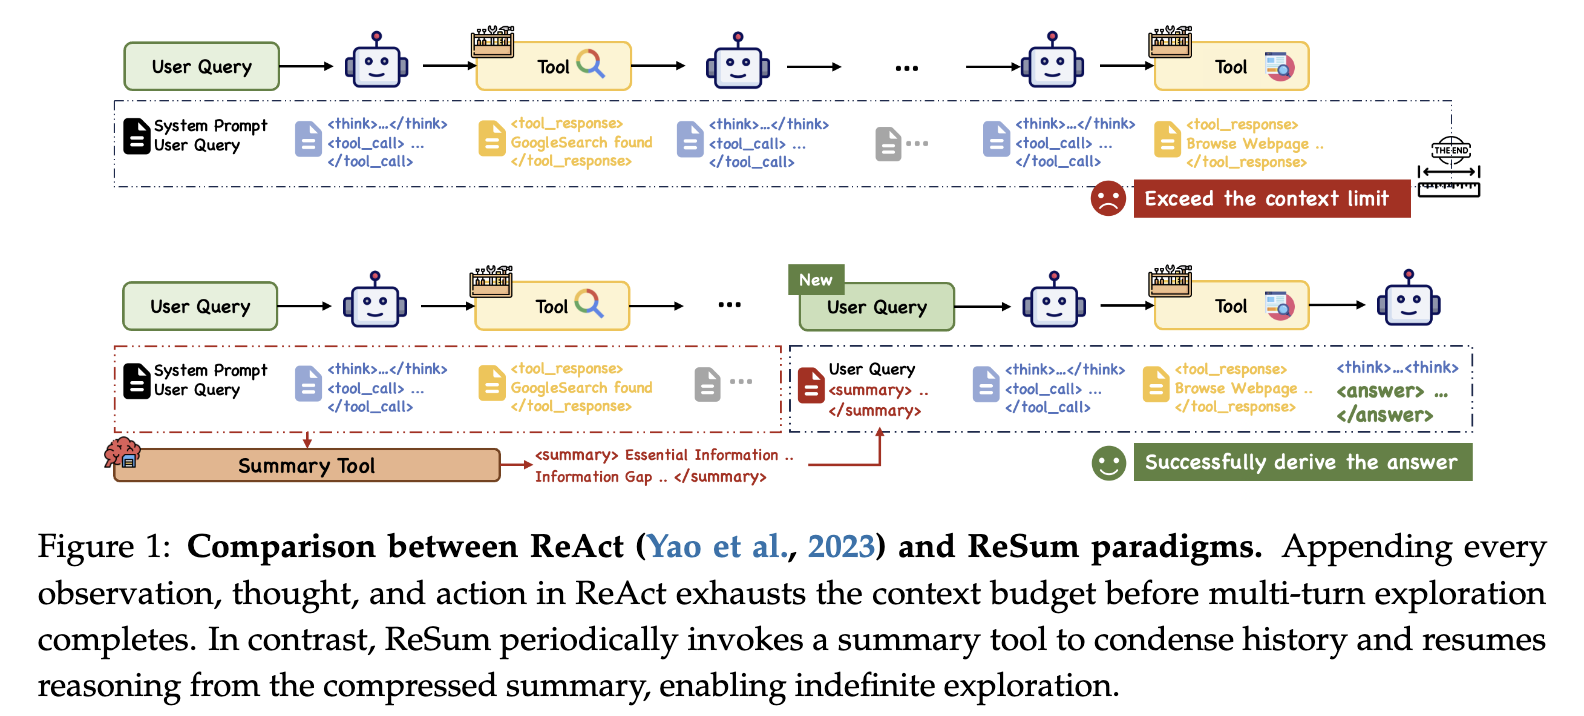 User Query
Tool
...
Tool
System Prompt
User Query
<think>...</think>
<tool_call> ...
</tool_call>
<tool_response>
GoogleSearch found
</tool_response>
<think>...</think>
<tool_call> ...
</tool_call>
...
<think>...</think>
<tool_call> ...
</tool_call>
<tool_response>
Browse Webpage ..
</tool_response>
THE END
Exceed the context limit
User Query
Tool
...
New
User Query
Tool
System Prompt
User Query
<think>...</think>
<tool_call> ...
</tool_call>
<tool_response>
GoogleSearch found
</tool_response>
...
User Query
<summary> ..
</summary>
<think>...</think>
<tool_call> ...
</tool_call>
<tool_response>
Browse Webpage ..
</tool_response>
<think>...<think>
<answer> ...
</answer>
Summary Tool
<summary> Essential Information ..
Information Gap .. </summary>
Successfully derive the answer
Figure 1: Comparison between ReAct (Yao et al., 2023) and ReSum paradigms. Appending every
observation, thought, and action in ReAct exhausts the context budget before multi-turn exploration
completes. In contrast, ReSum periodically invokes a summary tool to condense history and resumes
reasoning from the compressed summary, enabling indefinite exploration.